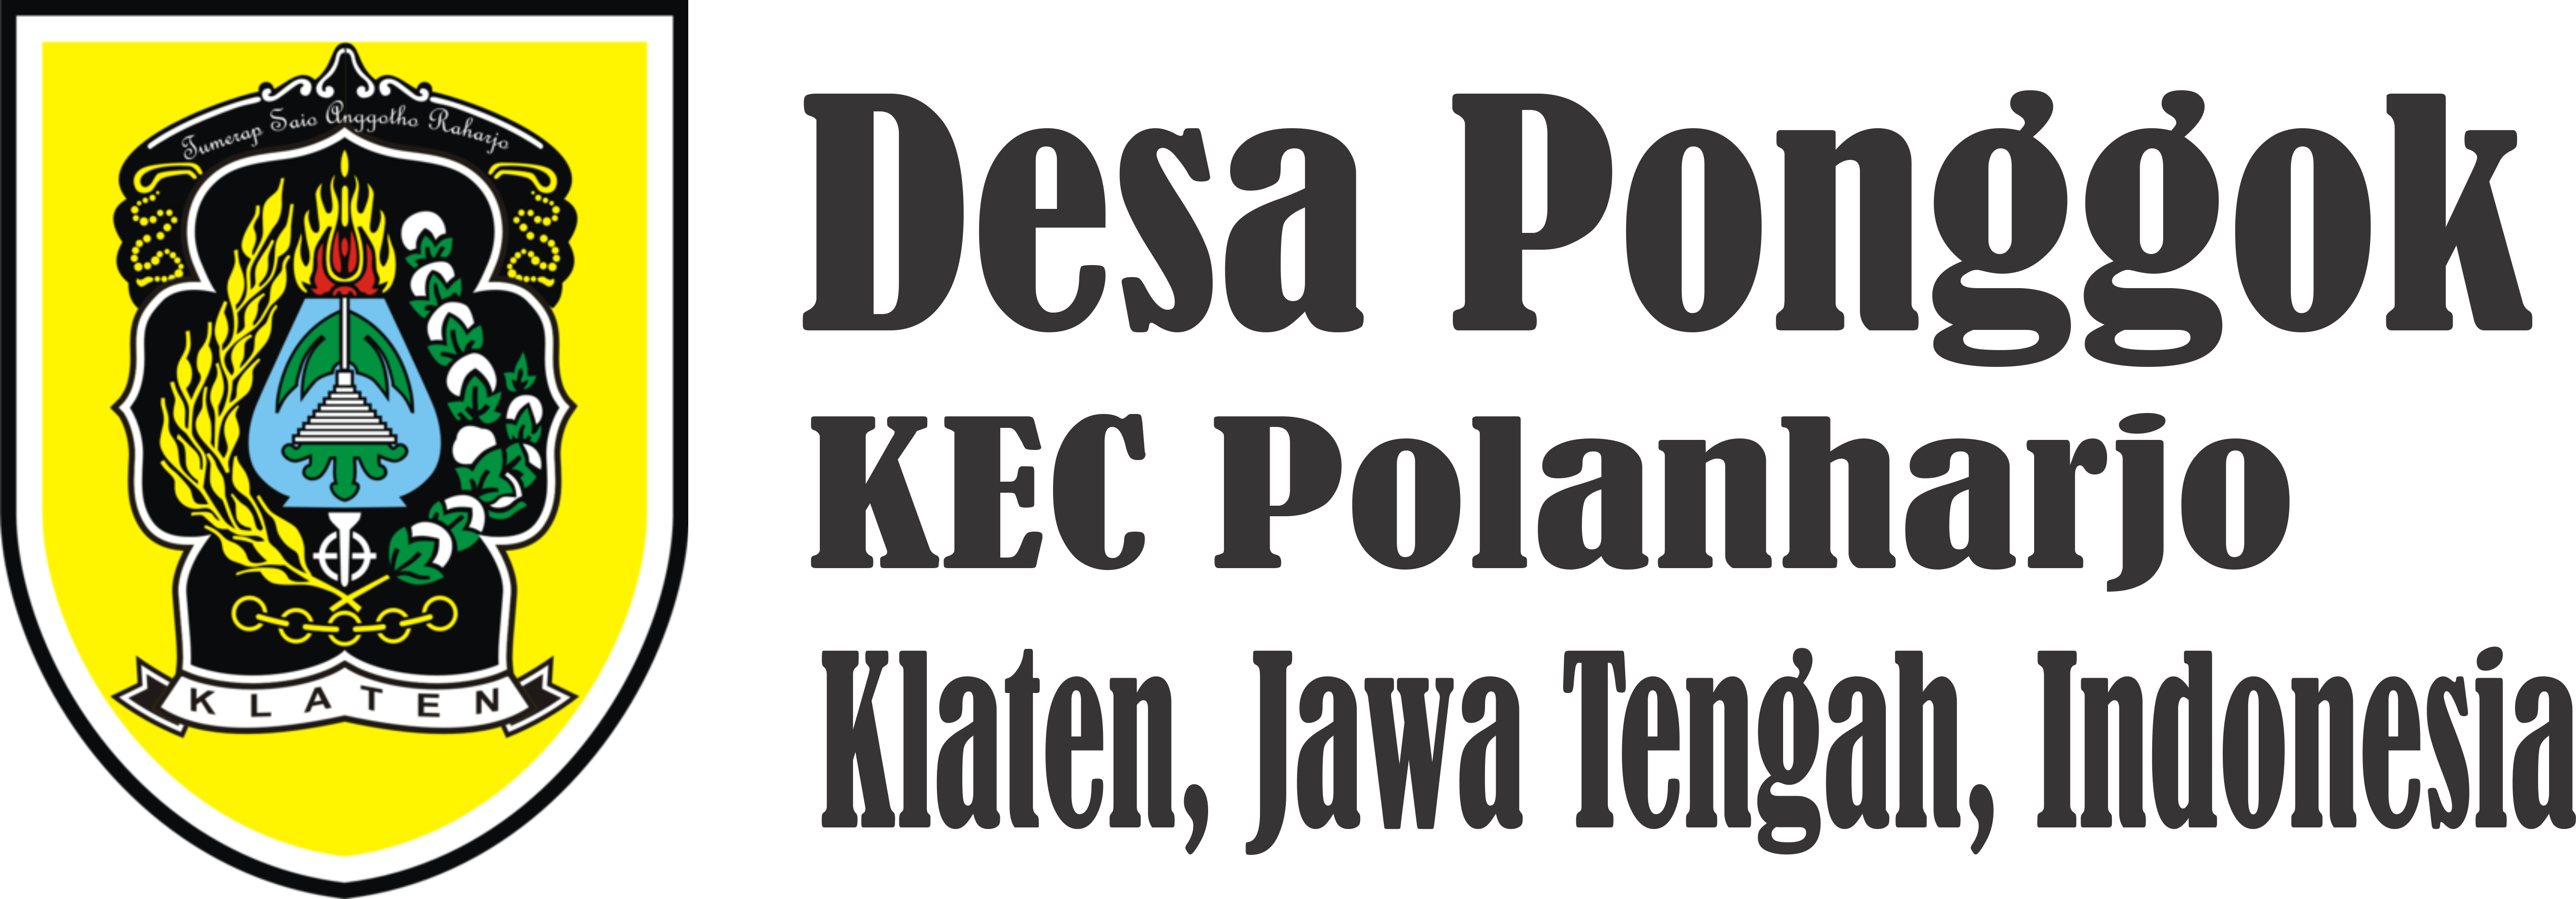 Tumerap Saio Anggotho Raharjo
KLATEN
Desa Ponggok
KEC Polanharjo
Klaten, Jawa Tengah, Indonesia